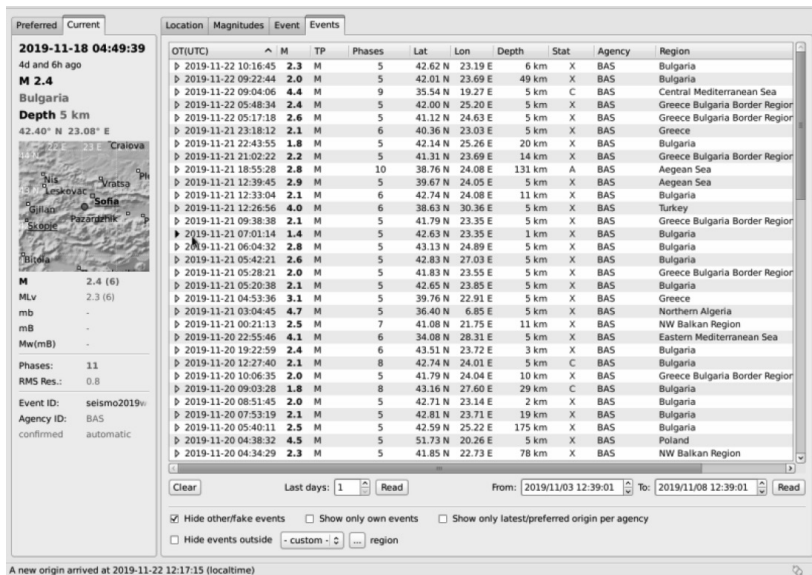 Preferred Current
2019-11-18 04:49:39
4d and 6h ago
M 2.4
Bulgaria
Depth 5 km
42.40° N 23.08° E
22 E 23 E Craiova
Nis Vratsa
Leskovac
Sofia
Gjilan
Pazardzhik
Skopje
Bitola
M 2.4 (6)
MLv 2.3 (6)
mb -
mB -
Mw(mB) -
Phases: 11
RMS Res.: 0.8
Event ID: seismo2019
Agency ID: BAS
confirmed automatic
Location Magnitudes Event Events
OT(UTC) M TP Phases Lat Lon Depth Stat Agency Region
2019-11-22 10:16:45 2.3 M 5 42.62 N 23.19 E 6 km X BAS Bulgaria
2019-11-22 09:22:44 2.0 M 5 42.01 N 23.69 E 49 km X BAS Bulgaria
2019-11-22 09:04:06 4.4 M 9 35.54 N 19.27 E 5 km C BAS Central Mediterranean Sea
2019-11-22 05:48:34 2.4 M 5 42.00 N 25.20 E 5 km X BAS Greece Bulgaria Border Region
2019-11-22 05:17:18 2.6 M 5 41.12 N 24.63 E 5 km X BAS Greece Bulgaria Border Region
2019-11-21 23:18:12 2.1 M 6 40.36 N 23.03 E 5 km X BAS Greece
2019-11-21 22:43:55 1.8 M 5 42.14 N 25.26 E 20 km X BAS Bulgaria
2019-11-21 21:02:22 2.2 M 5 41.31 N 23.69 E 14 km X BAS Greece Bulgaria Border Region
2019-11-21 18:55:28 2.8 M 10 38.76 N 24.08 E 131 km A BAS Aegean Sea
2019-11-21 12:39:45 2.9 M 5 39.67 N 24.05 E 5 km X BAS Aegean Sea
2019-11-21 12:33:04 2.1 M 6 42.74 N 24.08 E 11 km X BAS Bulgaria
2019-11-21 12:26:56 4.0 M 6 38.63 N 30.36 E 5 km X BAS Turkey
2019-11-21 09:38:38 2.1 M 5 41.79 N 23.35 E 5 km X BAS Greece Bulgaria Border Region
2019-11-21 07:01:14 1.4 M 5 42.63 N 23.35 E 1 km X BAS Bulgaria
2019-11-21 06:04:32 2.8 M 5 43.13 N 24.89 E 5 km X BAS Bulgaria
2019-11-21 05:42:21 2.6 M 5 42.83 N 27.03 E 5 km X BAS Bulgaria
2019-11-21 05:28:21 2.0 M 5 41.83 N 23.55 E 5 km X BAS Greece Bulgaria Border Region
2019-11-21 05:20:38 2.1 M 5 42.65 N 23.85 E 5 km X BAS Bulgaria
2019-11-21 04:53:36 3.1 M 5 39.76 N 22.91 E 5 km X BAS Greece
2019-11-21 03:04:45 4.7 M 5 36.40 N 6.85 E 5 km X BAS Northern Algeria
2019-11-21 00:21:13 2.5 M 7 41.08 N 21.75 E 11 km X BAS NW Balkan Region
2019-11-20 22:55:46 4.1 M 6 34.08 N 28.31 E 5 km X BAS Eastern Mediterranean Sea
2019-11-20 19:22:59 2.4 M 6 43.51 N 23.72 E 3 km X BAS Bulgaria
2019-11-20 12:27:40 2.1 M 8 42.74 N 24.01 E 5 km C BAS Bulgaria
2019-11-20 10:06:35 2.0 M 5 41.79 N 24.04 E 10 km X BAS Greece Bulgaria Border Region
2019-11-20 09:03:28 1.8 M 8 43.16 N 27.60 E 29 km C BAS Bulgaria
2019-11-20 08:51:45 2.0 M 5 42.71 N 23.14 E 2 km X BAS Bulgaria
2019-11-20 07:53:19 2.1 M 5 42.81 N 23.71 E 19 km X BAS Bulgaria
2019-11-20 05:40:11 2.5 M 5 42.59 N 25.22 E 175 km X BAS Bulgaria
2019-11-20 04:38:32 4.5 M 5 51.73 N 20.26 E 5 km X BAS Poland
2019-11-20 04:34:29 2.3 M 5 41.85 N 22.73 E 78 km X BAS NW Balkan Region
Clear Last days: 1 Read From: 2019/11/03 12:39:01 To: 2019/11/08 12:39:01 Read
Hide other/fake events Show only own events Show only latest/preferred origin per agency
Hide events outside - custom - ... region
A new origin arrived at 2019-11-22 12:17:15 (localtime)